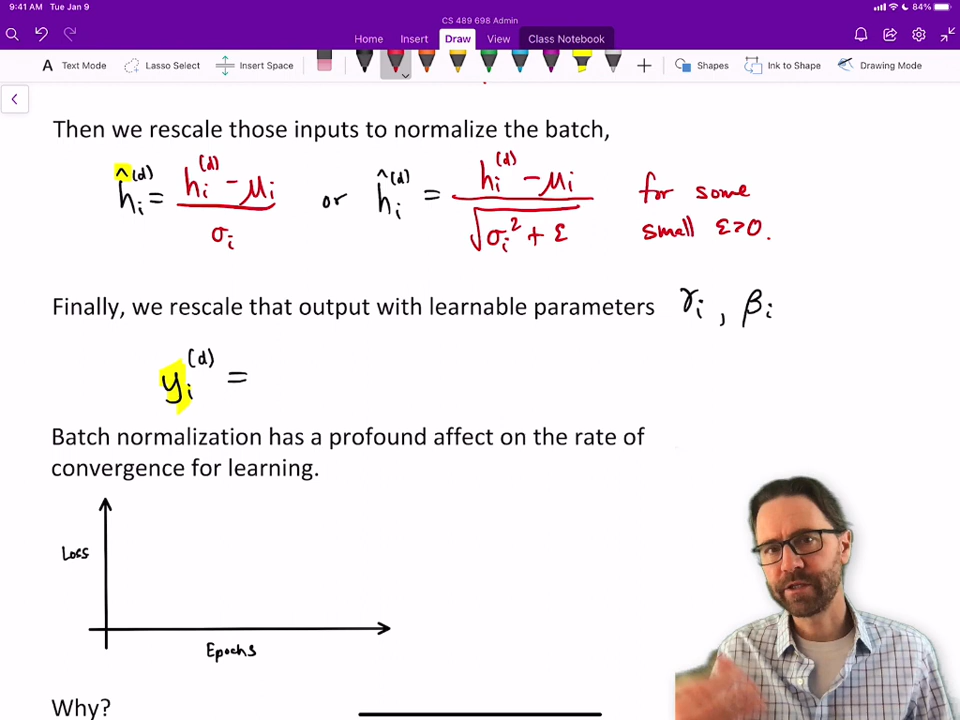 9:41 AM Tue Jan 9
84%
CS 489 698 Admin
Home Insert Draw View Class Notebook
A Text Mode Lasso Select Insert Space Shapes Ink to Shape Drawing Mode
Then we rescale those inputs to normalize the batch,
ĥᵢ⁽ᵈ⁾ = (hᵢ⁽ᵈ⁾ − μᵢ) / σᵢ or ĥᵢ⁽ᵈ⁾ = (hᵢ⁽ᵈ⁾ − μᵢ) / √(σᵢ² + ε) for some
small ε>0.
Finally, we rescale that output with learnable parameters γᵢ, βᵢ
yᵢ⁽ᵈ⁾ =
Batch normalization has a profound affect on the rate of
convergence for learning.
Loss
Epochs
Why?